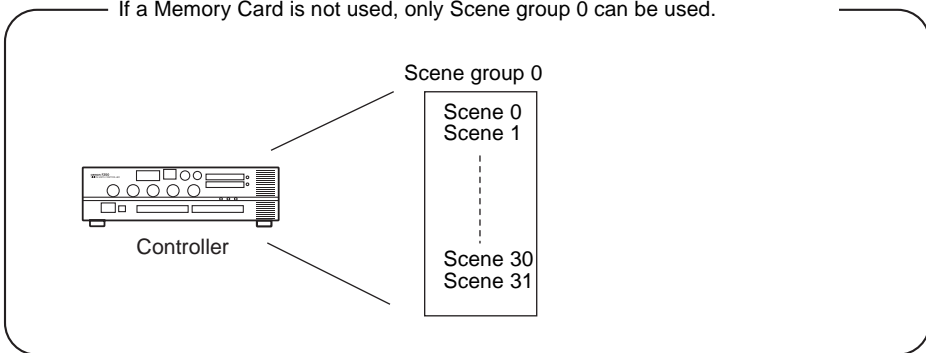 If a Memory Card is not used, only Scene group 0 can be used.
Scene group 0
Scene 0
Scene 1
Scene 30
Scene 31
Controller